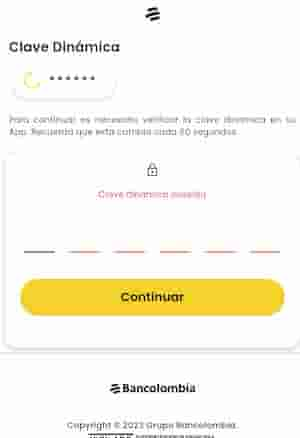 Clave Dinámica
******
Para continuar es necesario verificar la clave dinámica en su
App. Recuerda que esta cambia cada 60 segundos.
Clave dinámica inválida
Continuar
Bancolombia
Copyright © 2023 Grupo Bancolombia.